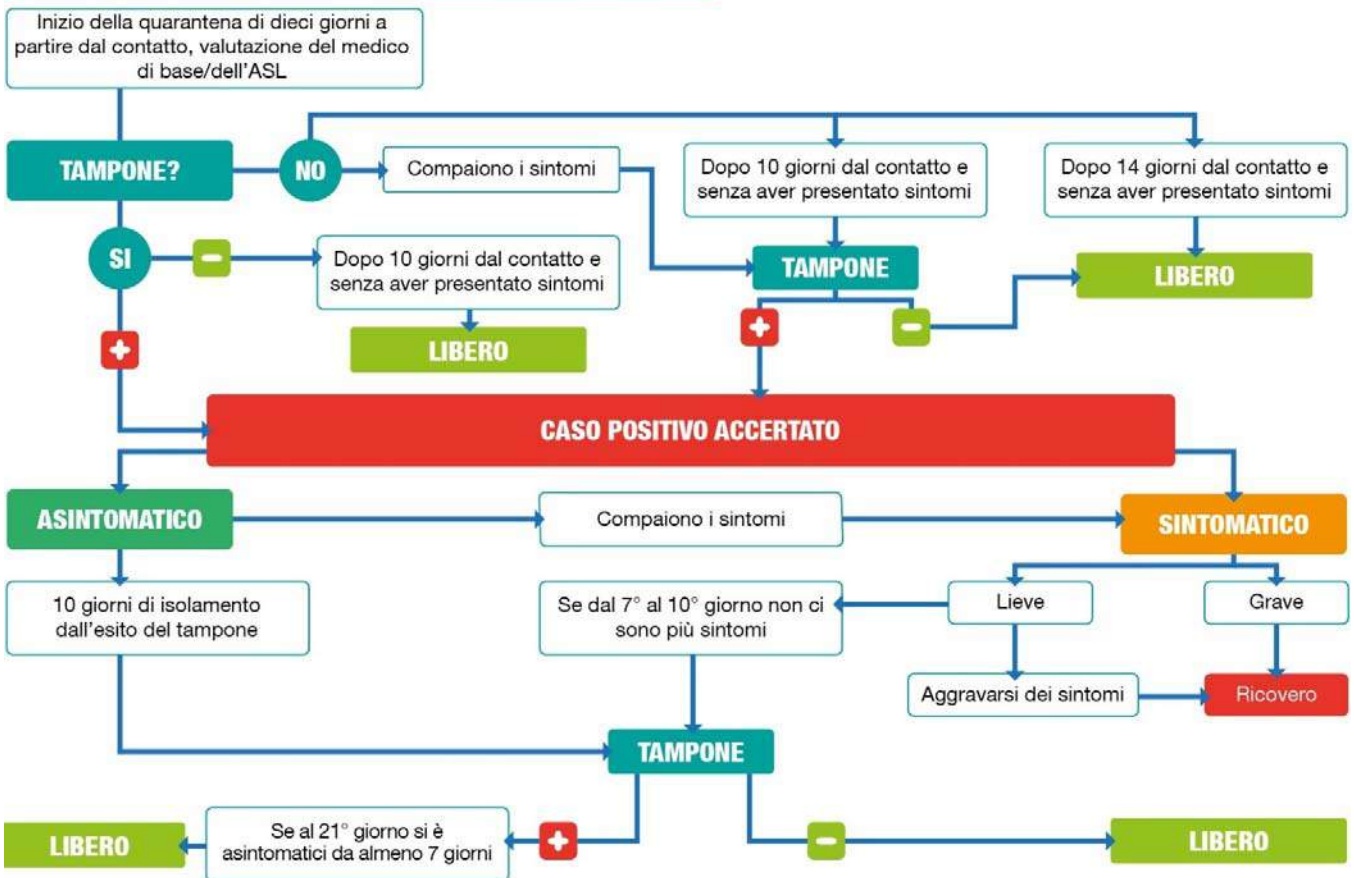 Inizio della quarantena di dieci giorni a
partire dal contatto, valutazione del medico
di base/dell'ASL
TAMPONE?
NO
Compaiono i sintomi
Dopo 10 giorni dal contatto e
senza aver presentato sintomi
Dopo 14 giorni dal contatto e
senza aver presentato sintomi
SI
Dopo 10 giorni dal contatto e
senza aver presentato sintomi
TAMPONE
LIBERO
LIBERO
CASO POSITIVO ACCERTATO
ASINTOMATICO
Compaiono i sintomi
SINTOMATICO
10 giorni di isolamento
dall'esito del tampone
Se dal 7° al 10° giorno non ci
sono più sintomi
Lieve
Grave
Aggravarsi dei sintomi
Ricovero
TAMPONE
LIBERO
Se al 21° giorno si è
asintomatici da almeno 7 giorni
LIBERO